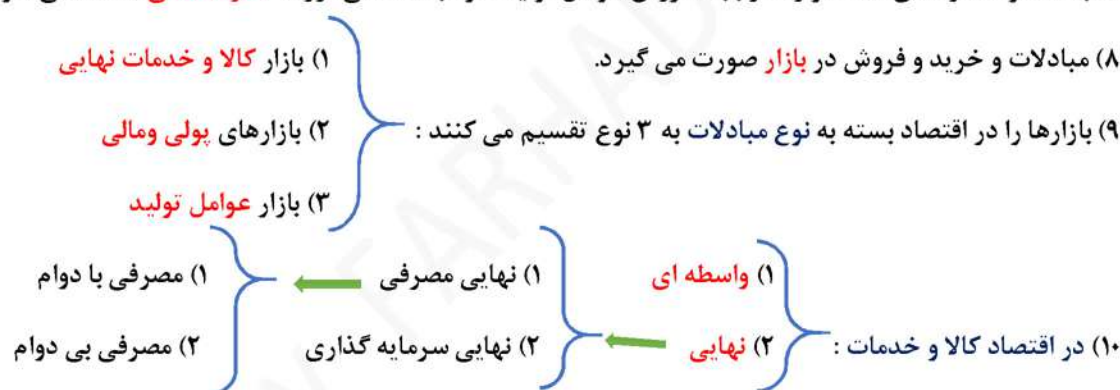 ۸) مبادلات و خرید و فروش در بازار صورت می گیرد.
۱) بازار کالا و خدمات نهایی
۹) بازارها را در اقتصاد بسته به نوع مبادلات به ۳ نوع تقسیم می کنند :
۲) بازارهای پولی ومالی
۳) بازار عوامل تولید
۱) واسطه ای
۱) نهایی مصرفی
۱) مصرفی با دوام
۱۰) در اقتصاد کالا و خدمات :
۲) نهایی
۲) نهایی سرمایه گذاری
۲) مصرفی بی دوام
FARHAD